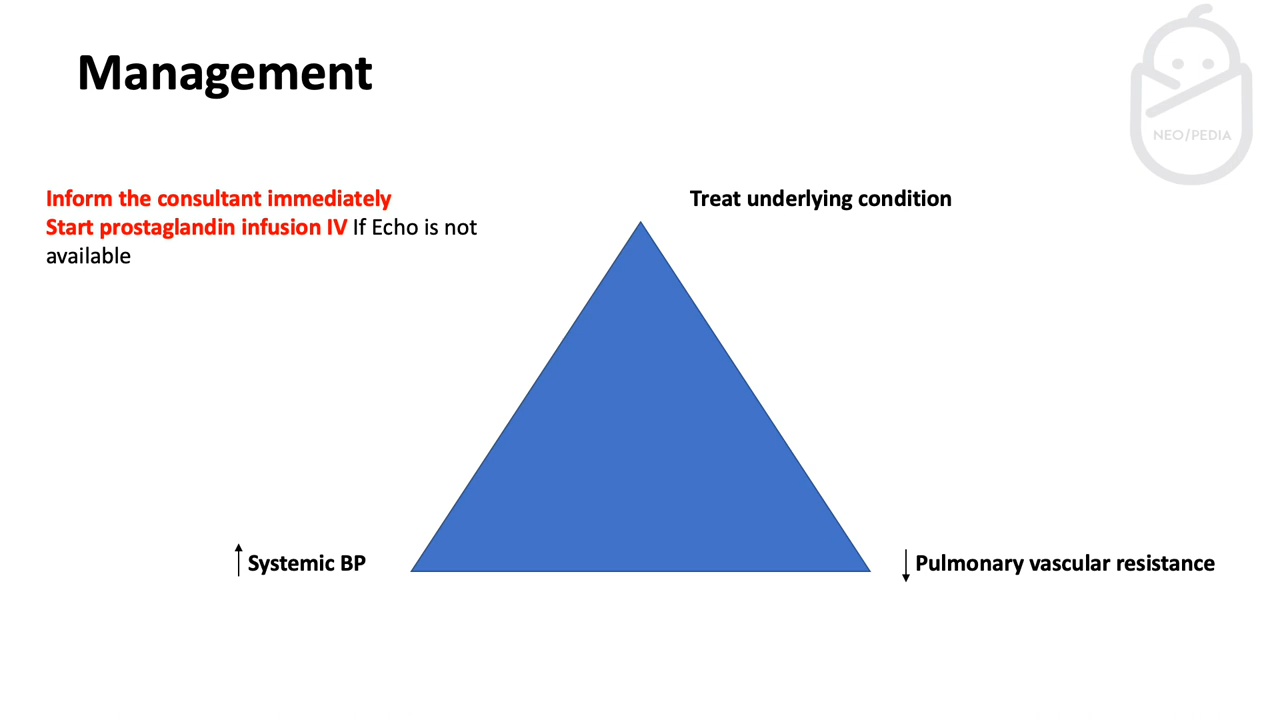 Management
NEO/PEDIA
Inform the consultant immediately
Start prostaglandin infusion IV If Echo is not
available
Treat underlying condition
Systemic BP
Pulmonary vascular resistance